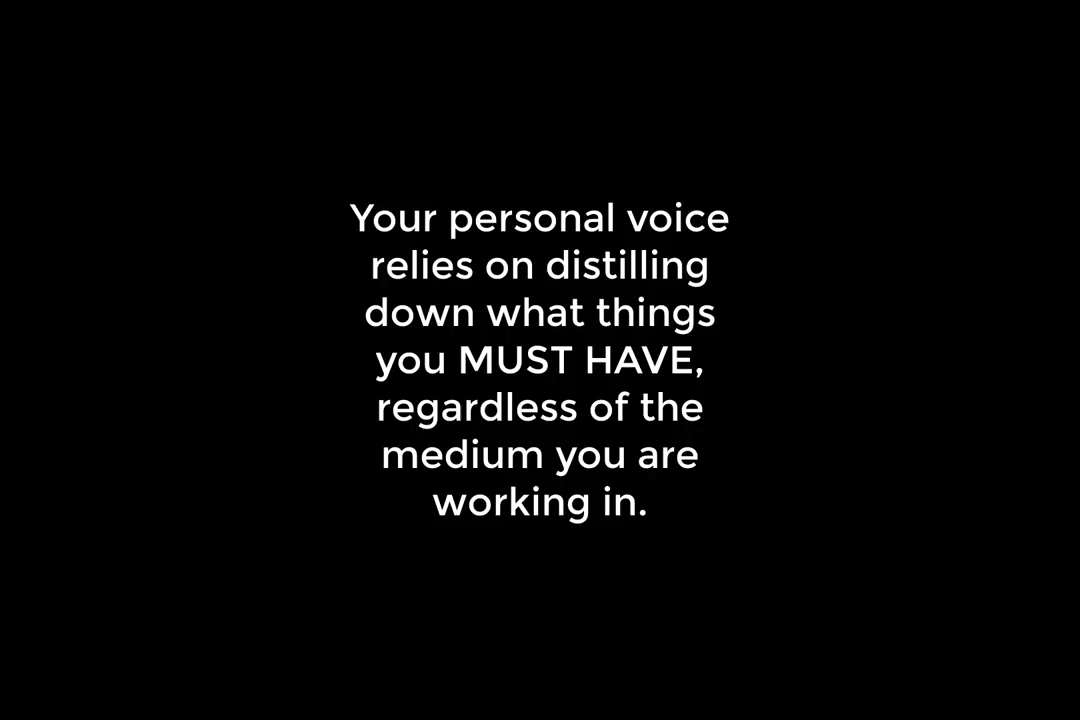 Your personal voice
relies on distilling
down what things
you MUST HAVE,
regardless of the
medium you are
working in.